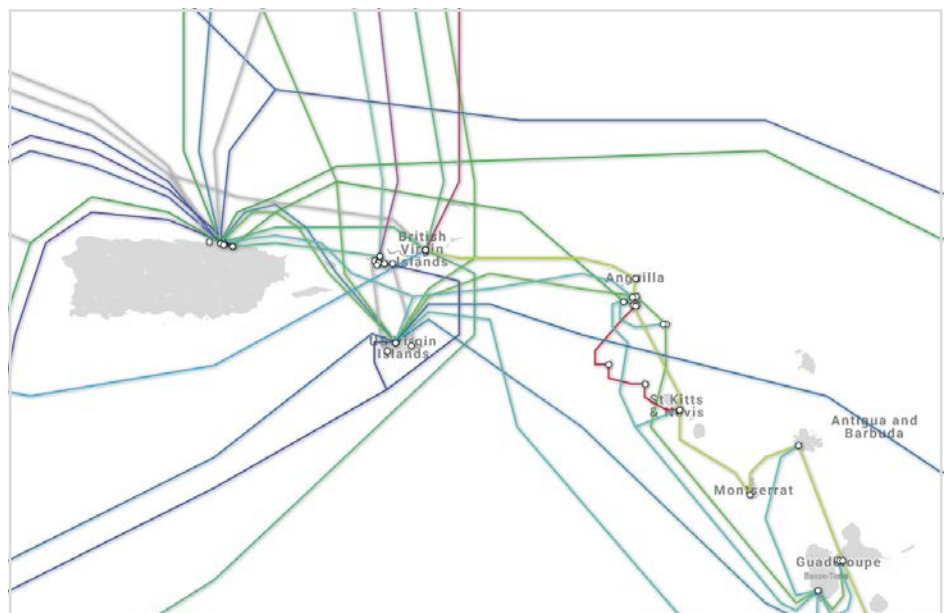 British
Virgin
Islands
Anguilla
US Virgin
Islands
St Kitts
& Nevis
Antigua and
Barbuda
Montserrat
Guadeloupe
Basse-Terre